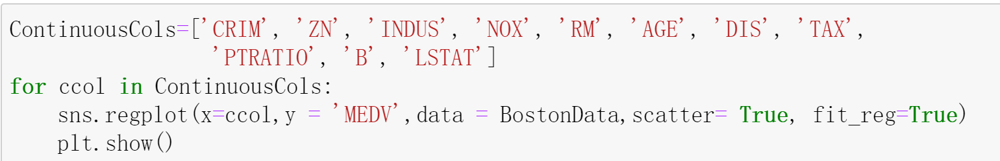 ContinuousCols=['CRIM', 'ZN', 'INDUS', 'NOX', 'RM', 'AGE', 'DIS', 'TAX',
'PTRATIO', 'B', 'LSTAT']
for ccol in ContinuousCols:
sns.regplot(x=ccol,y = 'MEDV',data = BostonData,scatter= True, fit_reg=True)
plt.show()